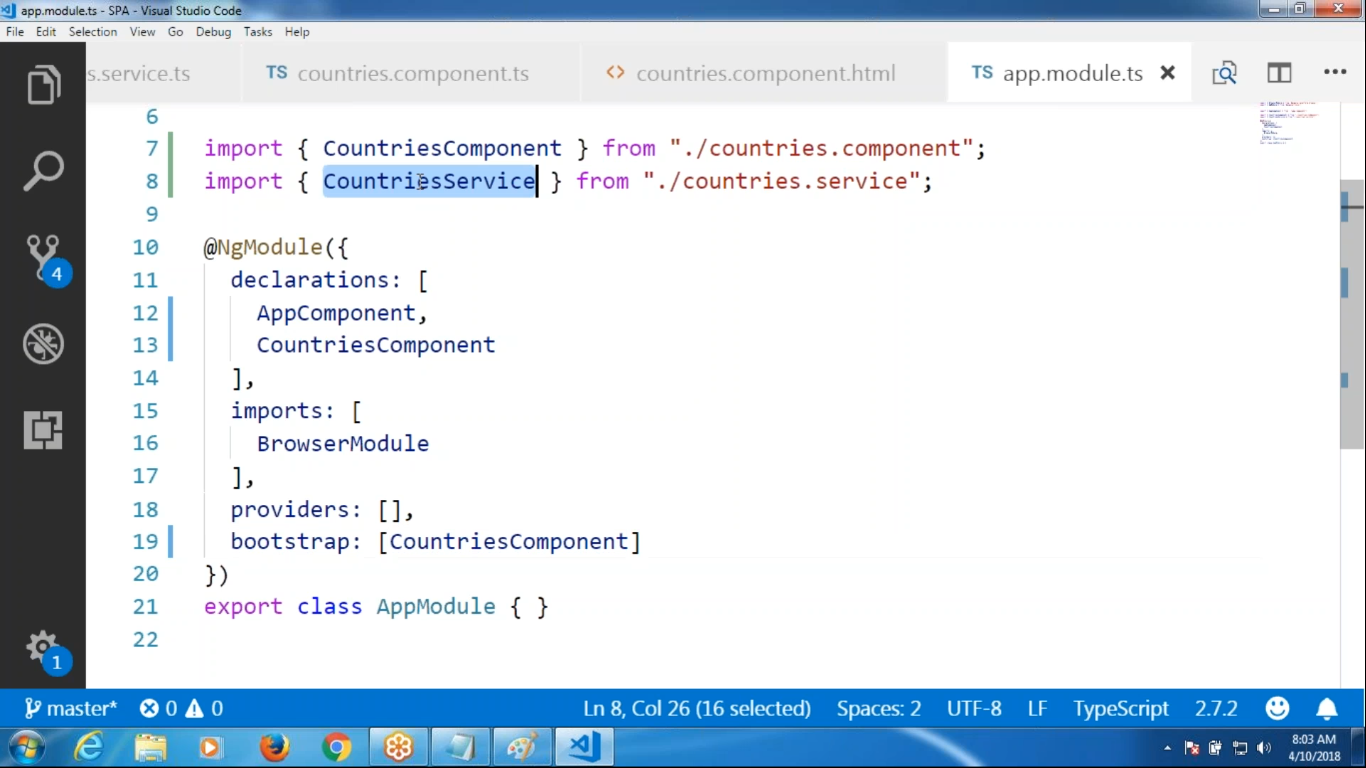 app.module.ts - SPA - Visual Studio Code
File Edit Selection View Go Debug Tasks Help
s.service.ts TS countries.component.ts <> countries.component.html TS app.module.ts
6
7 import { CountriesComponent } from "./countries.component";
8 import { CountriesService } from "./countries.service";
9
10 @NgModule({
11 declarations: [
12 AppComponent,
13 CountriesComponent
14 ],
15 imports: [
16 BrowserModule
17 ],
18 providers: [],
19 bootstrap: [CountriesComponent]
20 })
21 export class AppModule { }
22
4
1
master* 0 0 Ln 8, Col 26 (16 selected) Spaces: 2 UTF-8 LF TypeScript 2.7.2
8:03 AM
4/10/2018